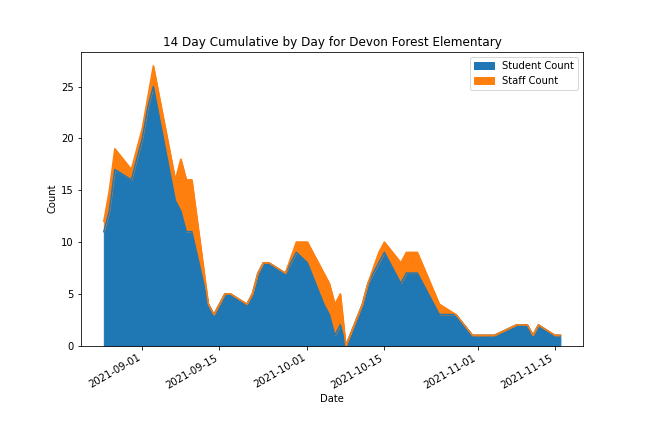 14 Day Cumulative by Day for Devon Forest Elementary
Student Count
Staff Count
Count
25
20
15
10
5
0
2021-09-01
2021-09-15
2021-10-01
2021-10-15
2021-11-01
2021-11-15
Date